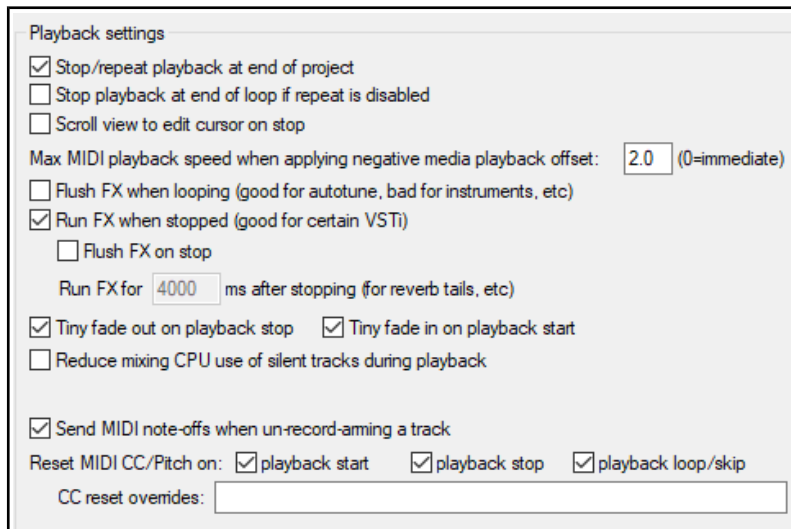 Playback settings
Stop/repeat playback at end of project
Stop playback at end of loop if repeat is disabled
Scroll view to edit cursor on stop
Max MIDI playback speed when applying negative media playback offset: 2.0 (0=immediate)
Flush FX when looping (good for autotune, bad for instruments, etc)
Run FX when stopped (good for certain VSTi)
Flush FX on stop
Run FX for 4000 ms after stopping (for reverb tails, etc)
Tiny fade out on playback stop Tiny fade in on playback start
Reduce mixing CPU use of silent tracks during playback
Send MIDI note-offs when un-record-arming a track
Reset MIDI CC/Pitch on: playback start playback stop playback loop/skip
CC reset overrides: